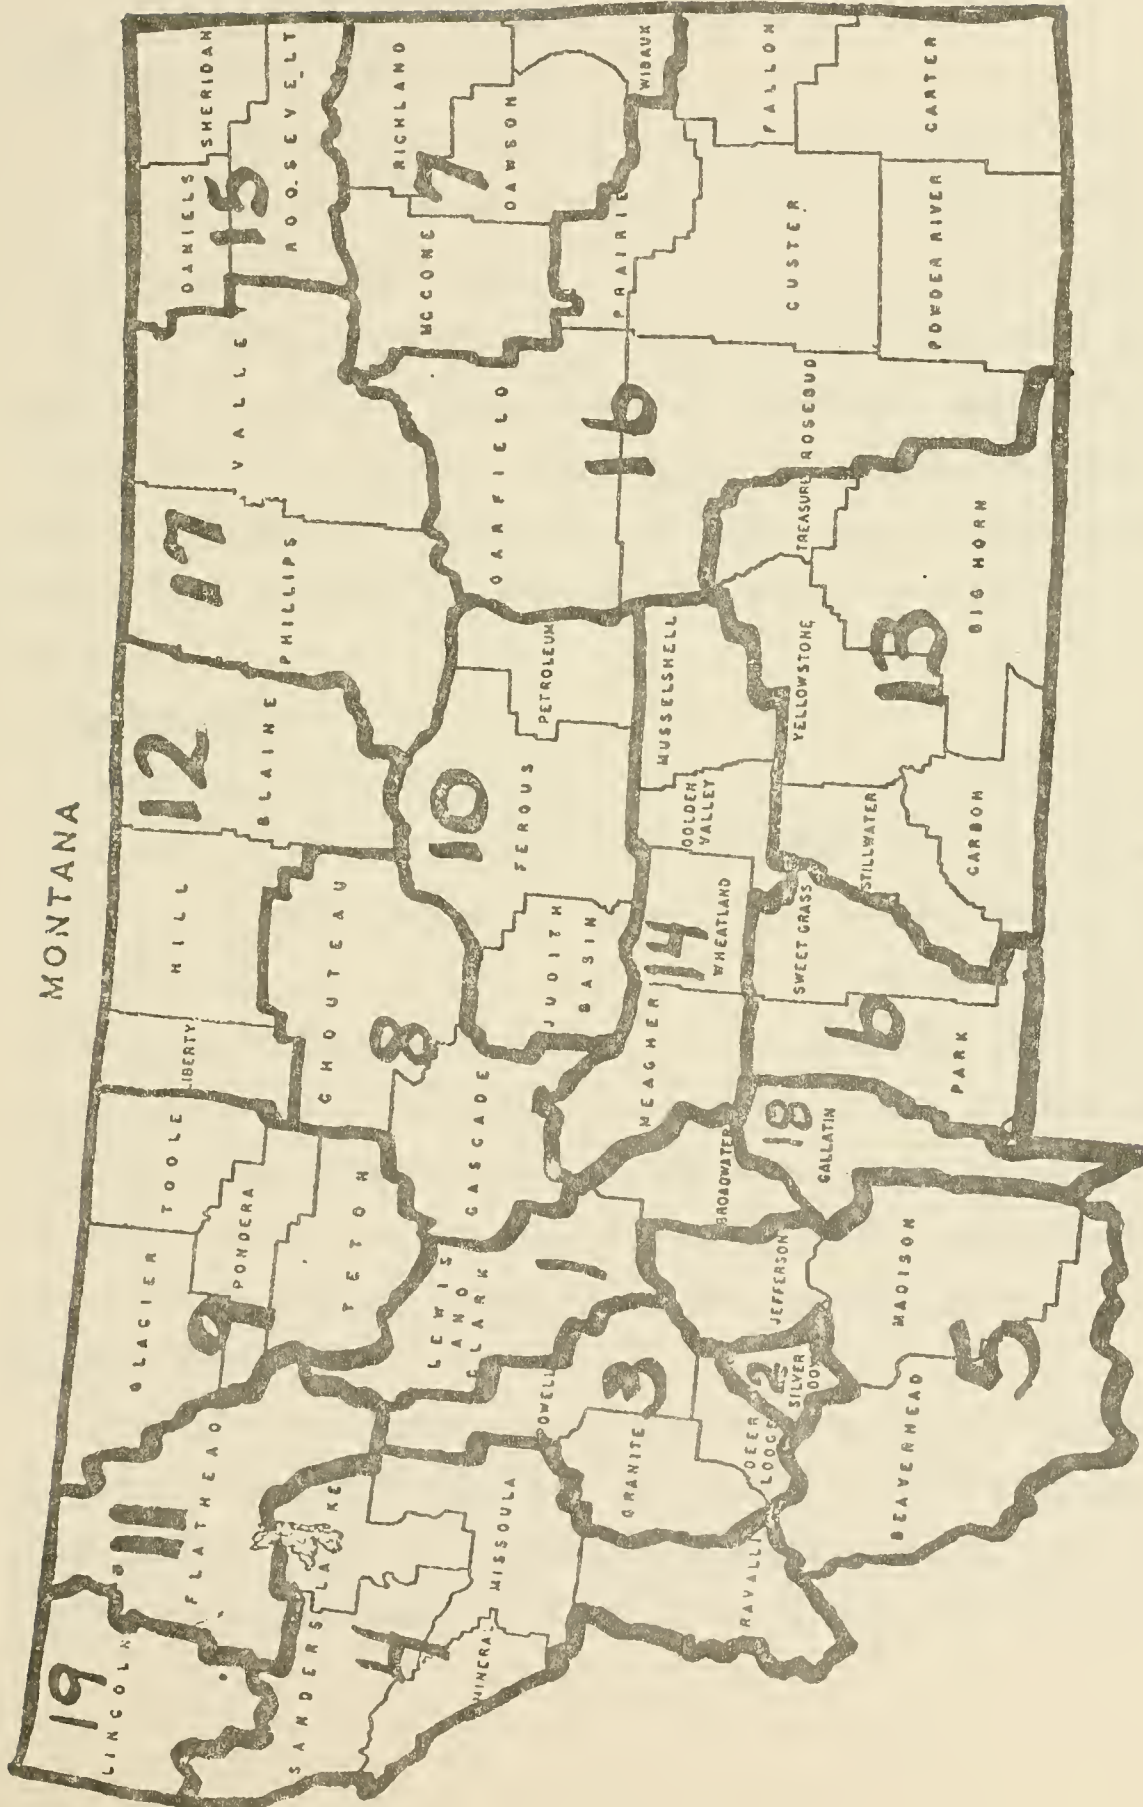 MONTANA
19
LINCOLN
11
FLATHEAD
GLACIER
9
TOOLE
PONDERA
LIBERTY
HILL
12
BLAINE
17
PHILLIPS
VALLE
DANIELS
SHERIDAN
15
ROOSEVELT
SANDERS
LAKE
TETON
CHOUTEAU
8
CASCADE
LEWIS
AND
CLARK
1
10
FERGUS
JUDITH
BASIN
PETROLEUM
GARFIELD
MCCONE
RICHLAND
7
DAWSON
WIBAUX
PRAIRIE
16
4
MINERAL
MISSOULA
POWELL
3
GRANITE
DEER
LODGE
2
SILVER
BOW
RAVALLI
JEFFERSON
BROADWATER
MEAGHER
14
WHEATLAND
GOLDEN
VALLEY
MUSSELSHELL
TREASURE
ROSEBUD
CUSTER
FALLON
CARTER
POWDER RIVER
BEAVERHEAD
5
MADISON
18
GALLATIN
6
PARK
SWEET GRASS
STILLWATER
CARBON
YELLOWSTONE
13
BIG HORN